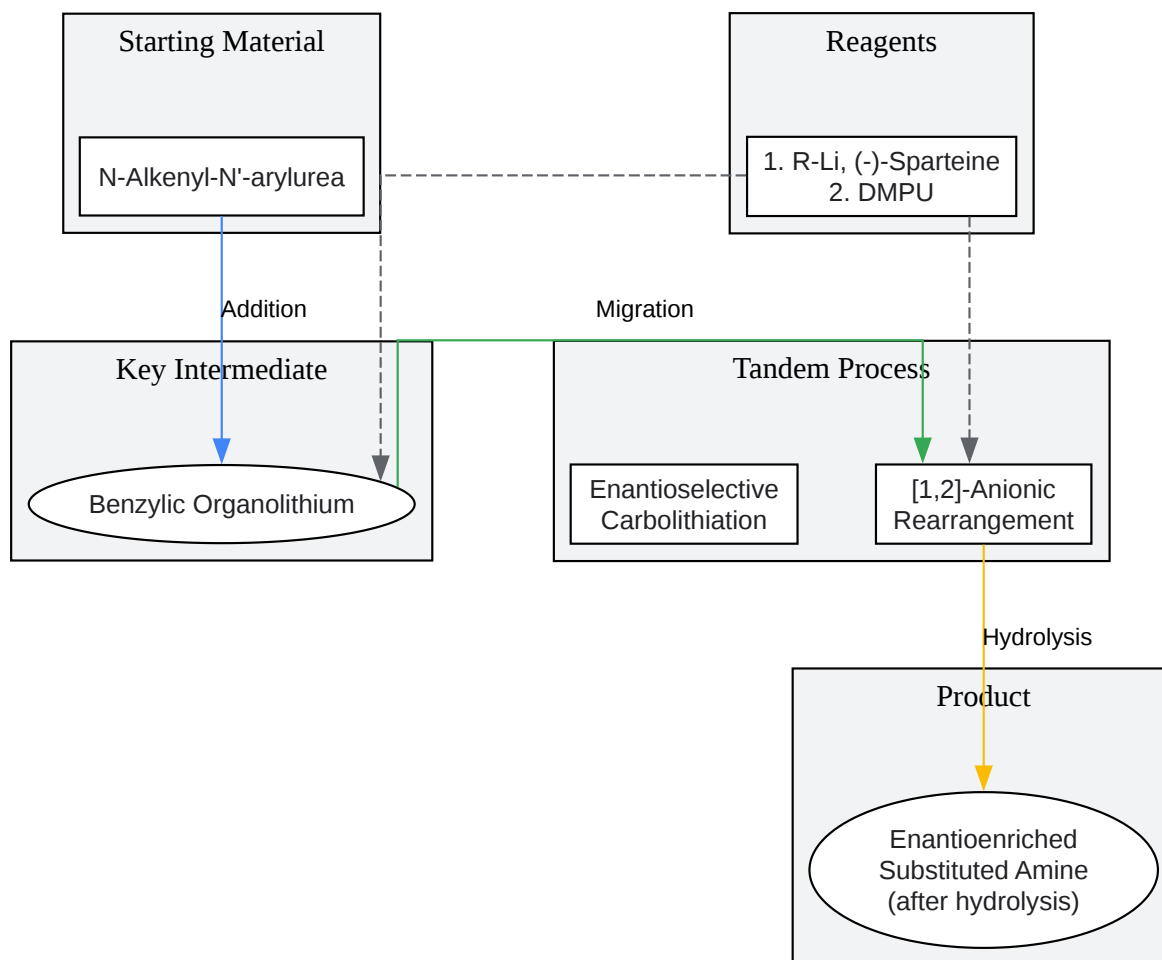 Starting Material
Reagents
N-Alkenyl-N'-arylurea
1. R-Li, (-)-Sparteine
2. DMPU
Addition
Migration
Key Intermediate
Tandem Process
Benzylic Organolithium
Enantioselective
Carbolithiation
[1,2]-Anionic
Rearrangement
Hydrolysis
Product
Enantioenriched
Substituted Amine
(after hydrolysis)